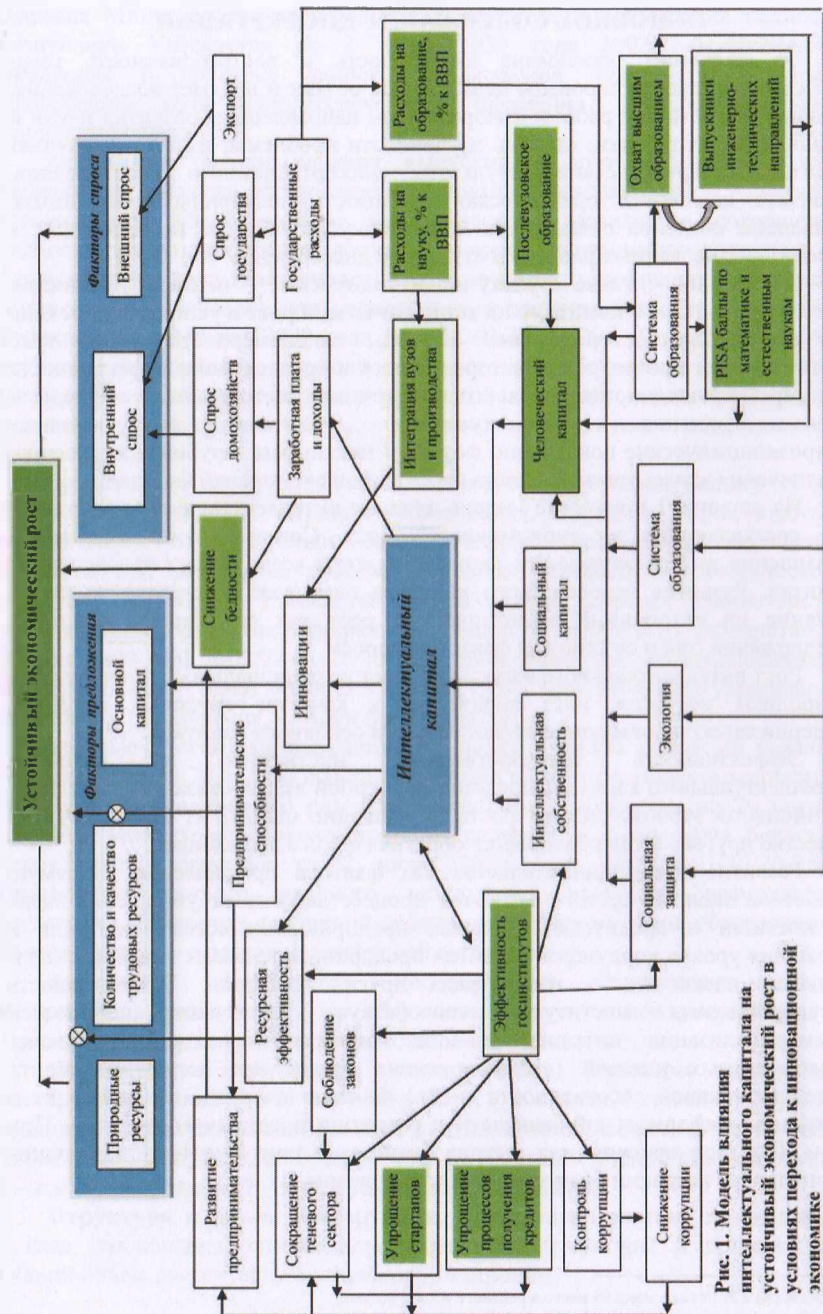 Устойчивый экономический рост
Факторы предложения
Природные
ресурсы
Количество и качество
трудовых ресурсов
Основной
капитал
Факторы спроса
Внутренний
спрос
Внешний спрос
Экспорт
Развитие
предпринимательства
Ресурсная
эффективность
Предпринимательские
способности
Снижение
бедности
Спрос
домохозяйств
Спрос
государства
Сокращение
теневого
сектора
Соблюдение
законов
Инновации
Заработная плата
и доходы
Государственные
расходы
Упрощение
стартапов
Упрощение
процессов
получения
кредитов
Контроль
коррупции
Снижение
коррупции
Эффективность
госинститутов
Интеллектуальный
капитал
Интеграция вузов
и производства
Расходы на
науку, % к
ВВП
Расходы на
образование,
% к ВВП
Интеллектуальная
собственность
Социальный
капитал
Человеческий
капитал
Послевузовское
образование
Социальная
защита
Экология
Система
образования
Система
образования
Охват высшим
образованием
PISA баллы по
математике и
естественным
наукам
Выпускники
инженерно-
технических
направлений
Рис. 1. Модель влияния
интеллектуального капитала на
устойчивый экономический рост в
условиях перехода к инновационной
экономике